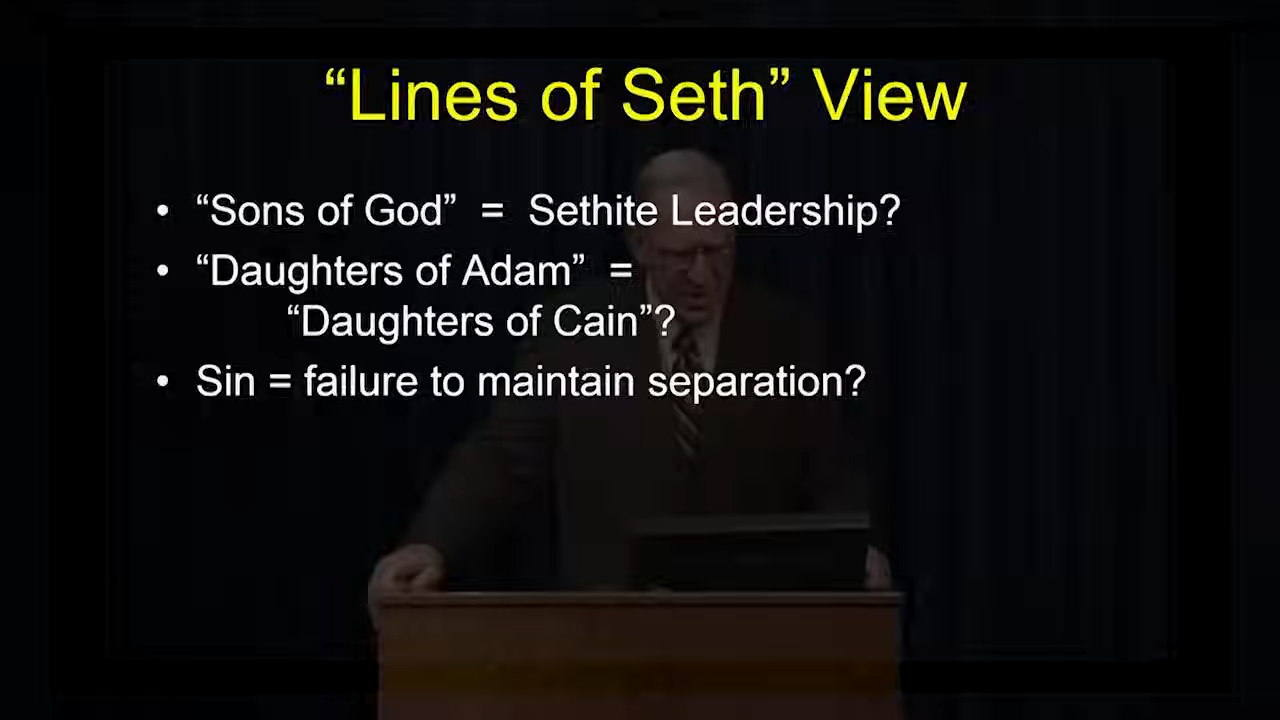 “Lines of Seth” View
• “Sons of God” = Sethite Leadership?
• “Daughters of Adam” =
“Daughters of Cain”?
• Sin = failure to maintain separation?